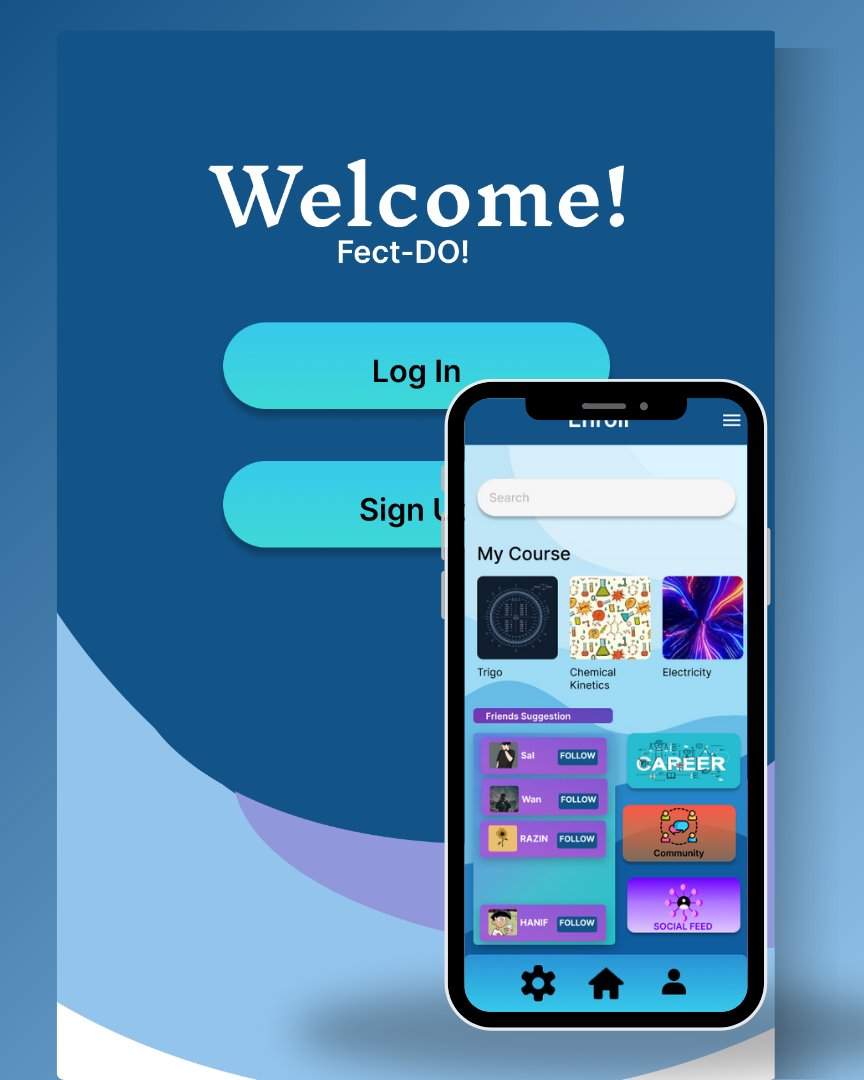 Welcome!
Fect-DO!
Log In
Sign U
Enroll
Search
My Course
Trigo
Chemical
Kinetics
Electricity
Friends Suggestion
Sal
FOLLOW
Wan
FOLLOW
RAZIN
FOLLOW
HANIF
FOLLOW
CAREER
Community
SOCIAL FEED